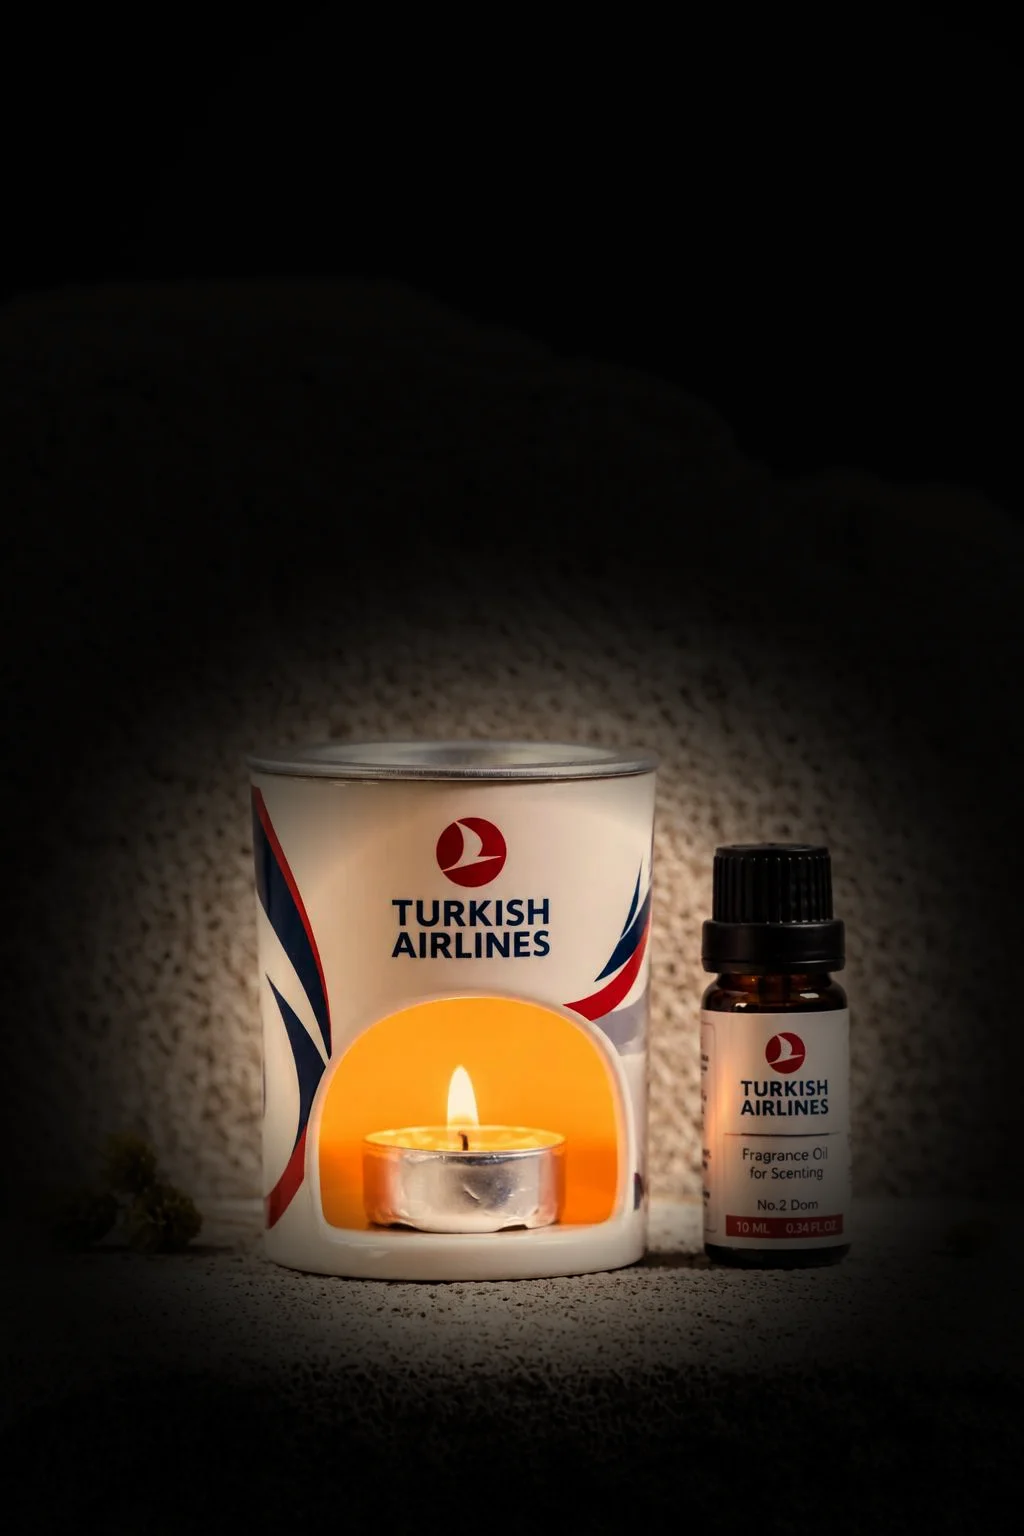 TURKISH
AIRLINES
TURKISH
AIRLINES
Fragrance Oil
for Scenting
No.2 Dom
10 ML 0.34 FL.OZ.